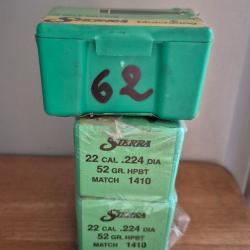 SIERRA
62
SIERRA
22 CAL .224 DIA
52 GR. HPBT
MATCH 1410
SIERRA
22 CAL .224 DIA
52 GR. HPBT
MATCH 1410